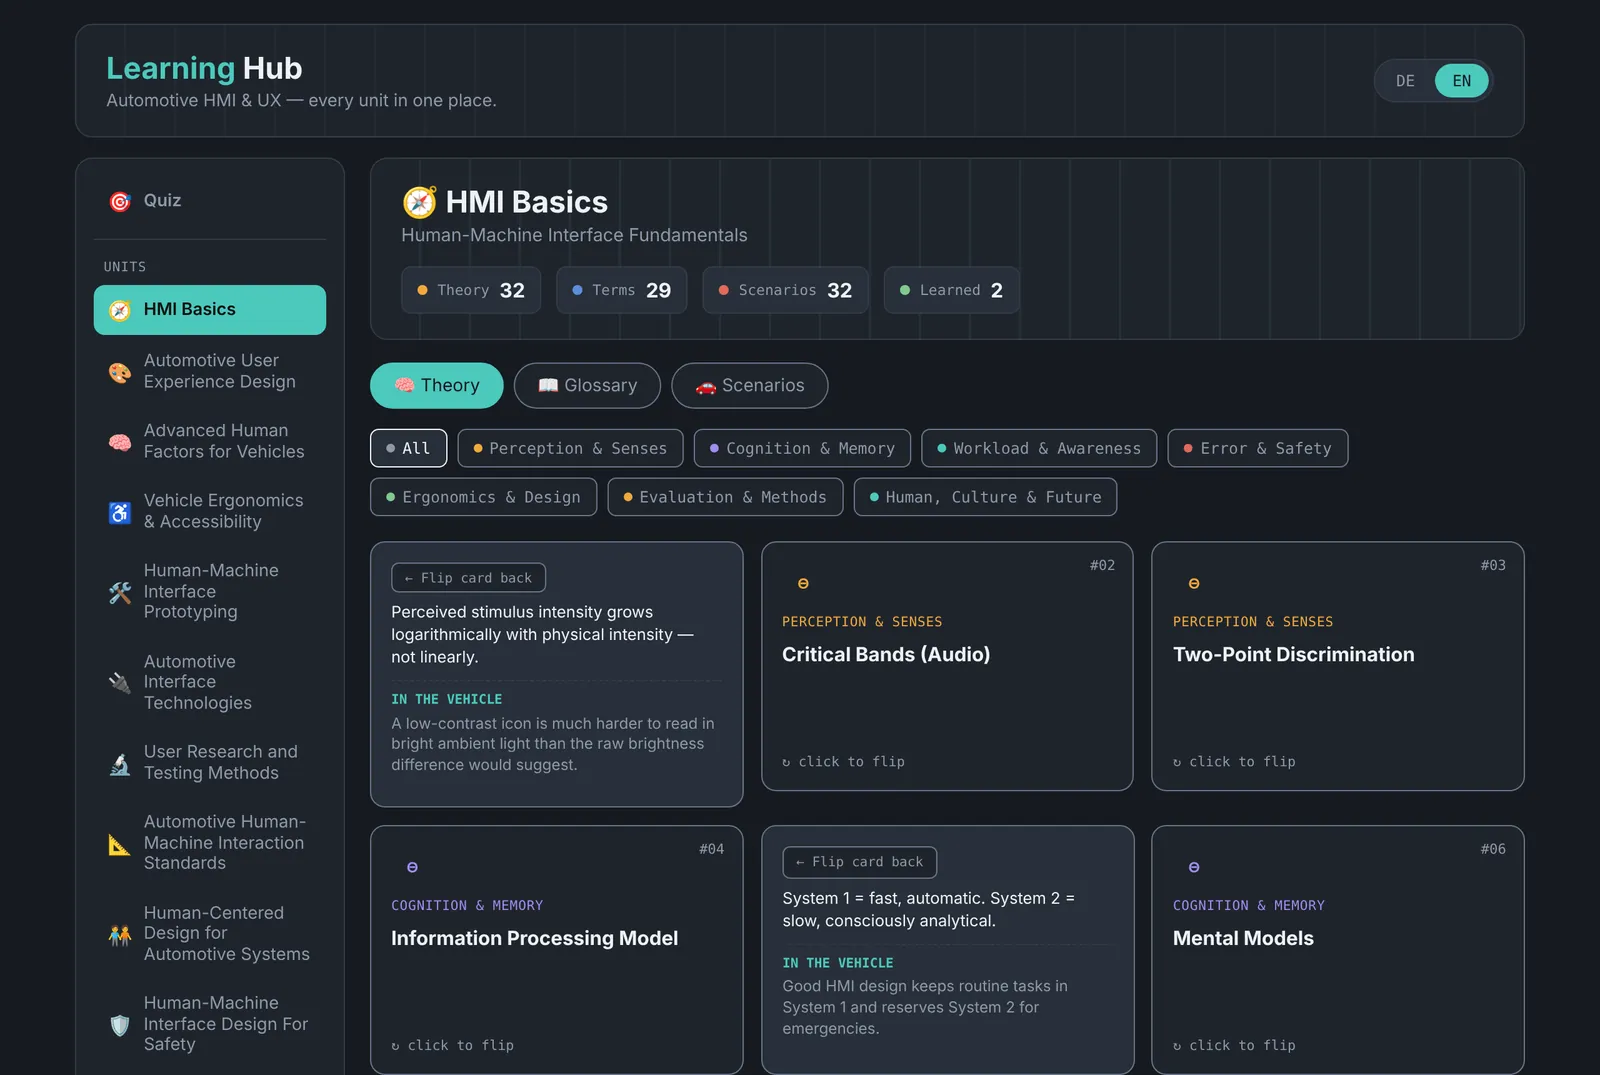 Learning Hub
Automotive HMI & UX — every unit in one place.
DE EN
Quiz
UNITS
HMI Basics
Automotive User
Experience Design
Advanced Human
Factors for Vehicles
Vehicle Ergonomics
& Accessibility
Human-Machine
Interface
Prototyping
Automotive
Interface
Technologies
User Research and
Testing Methods
Automotive Human-
Machine Interaction
Standards
Human-Centered
Design for
Automotive Systems
Human-Machine
Interface Design For
Safety
HMI Basics
Human-Machine Interface Fundamentals
Theory 32 Terms 29 Scenarios 32 Learned 2
Theory Glossary Scenarios
All Perception & Senses Cognition & Memory Workload & Awareness Error & Safety
Ergonomics & Design Evaluation & Methods Human, Culture & Future
← Flip card back
Perceived stimulus intensity grows
logarithmically with physical intensity —
not linearly.
IN THE VEHICLE
A low-contrast icon is much harder to read in
bright ambient light than the raw brightness
difference would suggest.
#02
PERCEPTION & SENSES
Critical Bands (Audio)
↻ click to flip
#03
PERCEPTION & SENSES
Two-Point Discrimination
↻ click to flip
#04
COGNITION & MEMORY
Information Processing Model
↻ click to flip
← Flip card back
System 1 = fast, automatic. System 2 =
slow, consciously analytical.
IN THE VEHICLE
Good HMI design keeps routine tasks in
System 1 and reserves System 2 for
emergencies.
#06
COGNITION & MEMORY
Mental Models
↻ click to flip